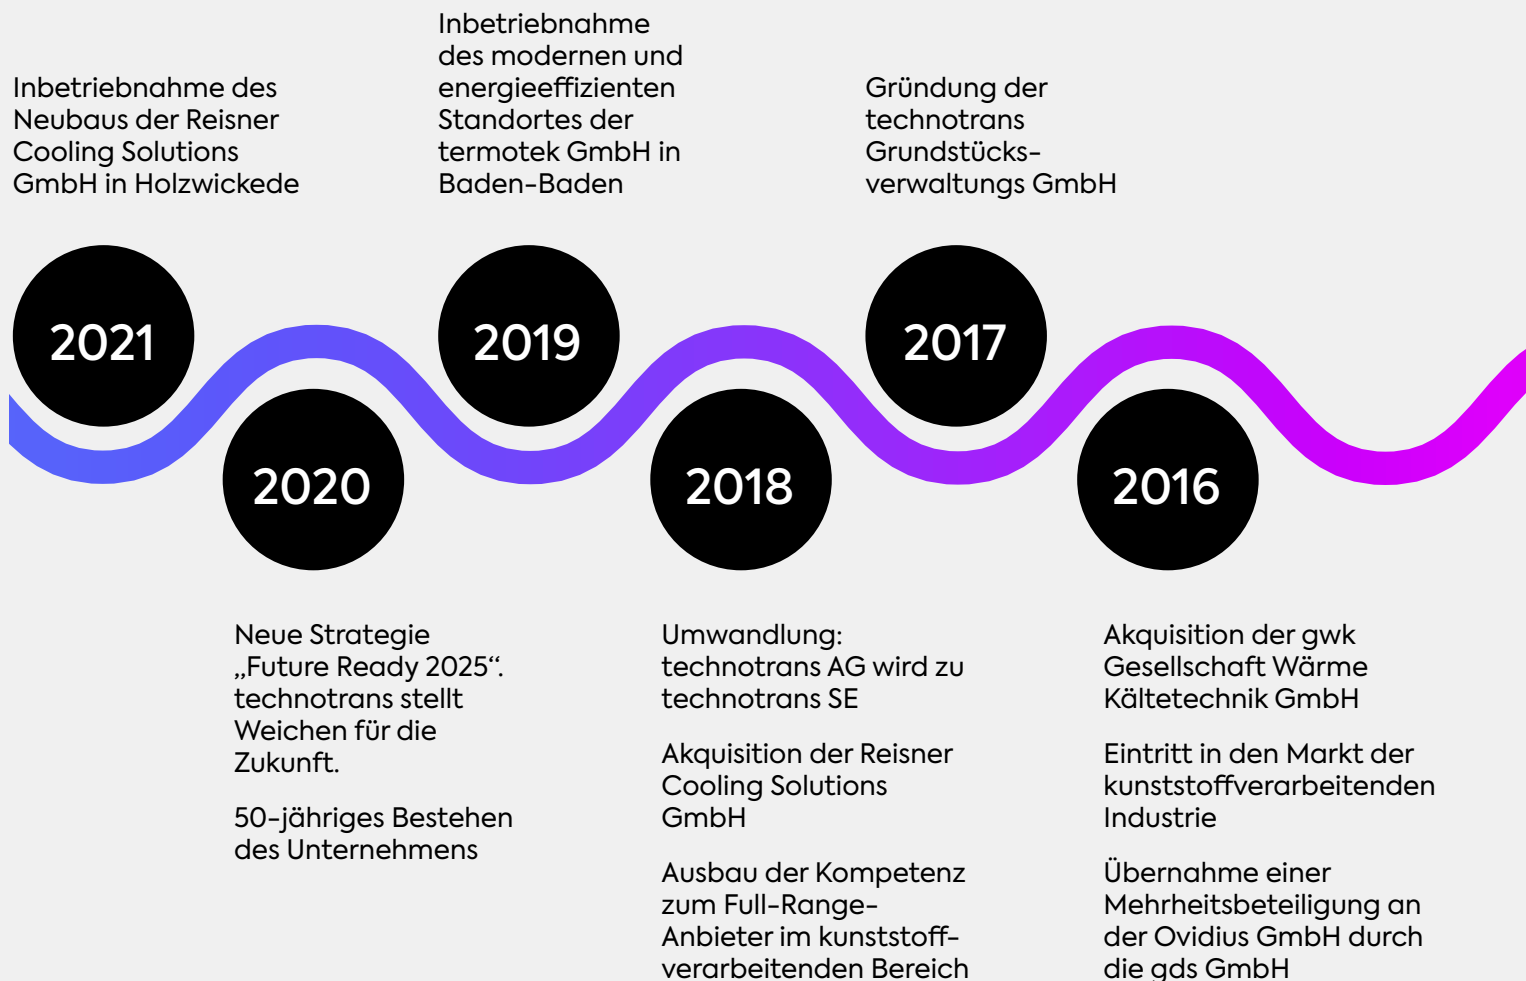 Inbetriebnahme des
Neubaus der Reisner
Cooling Solutions
GmbH in Holzwickede
2021
Neue Strategie
„Future Ready 2025“.
technotrans stellt
Weichen für die
Zukunft.
50-jähriges Bestehen
des Unternehmens
2020
Inbetriebnahme
des modernen und
energieeffizienten
Standortes der
termotek GmbH in
Baden-Baden
2019
2018
Umwandlung:
technotrans AG wird zu
technotrans SE
Akquisition der Reisner
Cooling Solutions
GmbH
Ausbau der Kompetenz
zum Full-Range-
Anbieter im kunststoff-
verarbeitenden Bereich
Gründung der
technotrans
Grundstücks-
verwaltungs GmbH
2017
2016
Akquisition der gwk
Gesellschaft Wärme
Kältetechnik GmbH
Eintritt in den Markt der
kunststoffverarbeitenden
Industrie
Übernahme einer
Mehrheitsbeteiligung an
der Ovidius GmbH durch
die gds GmbH